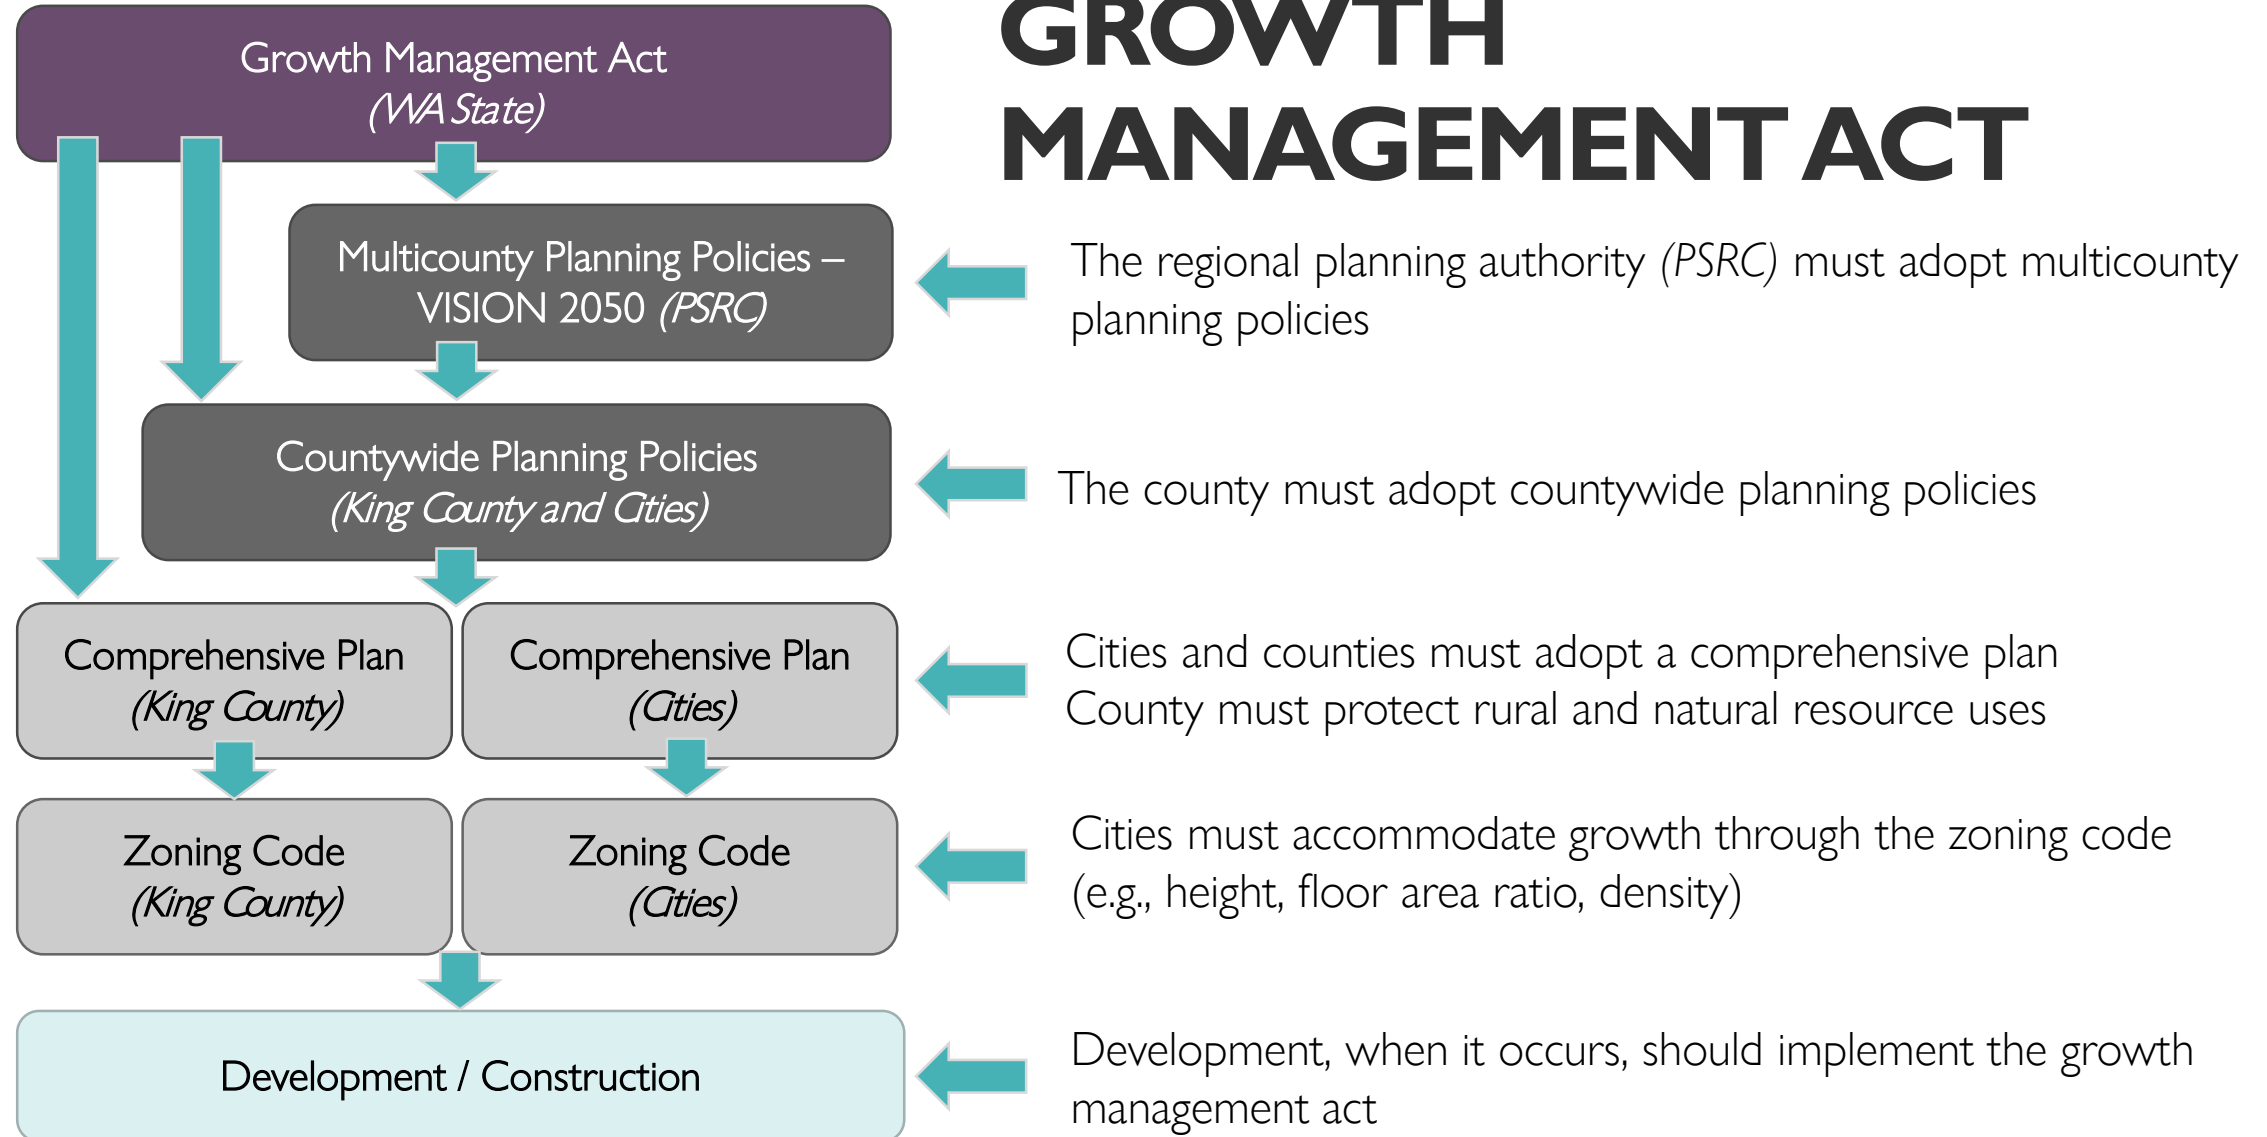 GROWTH
MANAGEMENT ACT
Growth Management Act
(WA State)
Multicounty Planning Policies –
VISION 2050 (PSRC)
The regional planning authority (PSRC) must adopt multicounty
planning policies
Countywide Planning Policies
(King County and Cities)
The county must adopt countywide planning policies
Comprehensive Plan
(King County)
Comprehensive Plan
(Cities)
Cities and counties must adopt a comprehensive plan
County must protect rural and natural resource uses
Zoning Code
(King County)
Zoning Code
(Cities)
Cities must accommodate growth through the zoning code
(e.g., height, floor area ratio, density)
Development / Construction
Development, when it occurs, should implement the growth
management act